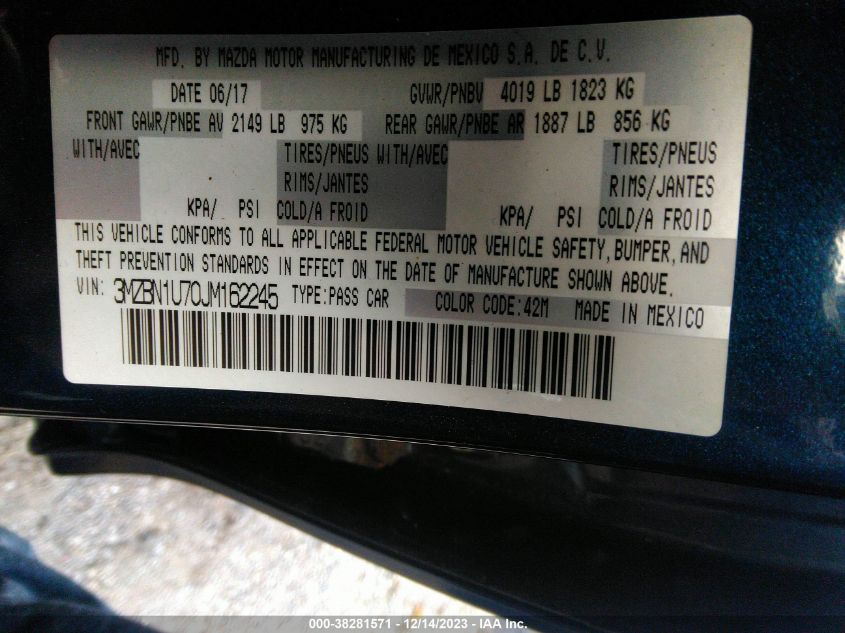 MFD. BY MAZDA MOTOR MANUFACTURING DE MEXICO S.A. DE C.V.
DATE 06/17 GVWR/PNBV 4019 LB 1823 KG
FRONT GAWR/PNBE AV 2149 LB 975 KG REAR GAWR/PNBE AR 1887 LB 856 KG
WITH/AVEC TIRES/PNEUS WITH/AVEC TIRES/PNEUS
RIMS/JANTES RIMS/JANTES
KPA/ PSI COLD/A FROID KPA/ PSI COLD/A FROID
THIS VEHICLE CONFORMS TO ALL APPLICABLE FEDERAL MOTOR VEHICLE SAFETY, BUMPER, AND
THEFT PREVENTION STANDARDS IN EFFECT ON THE DATE OF MANUFACTURE SHOWN ABOVE.
VIN: 3MZBN1U70JM162245 TYPE:PASS CAR COLOR CODE:42M MADE IN MEXICO
000-38281571 - 12/14/2023 - IAA Inc.